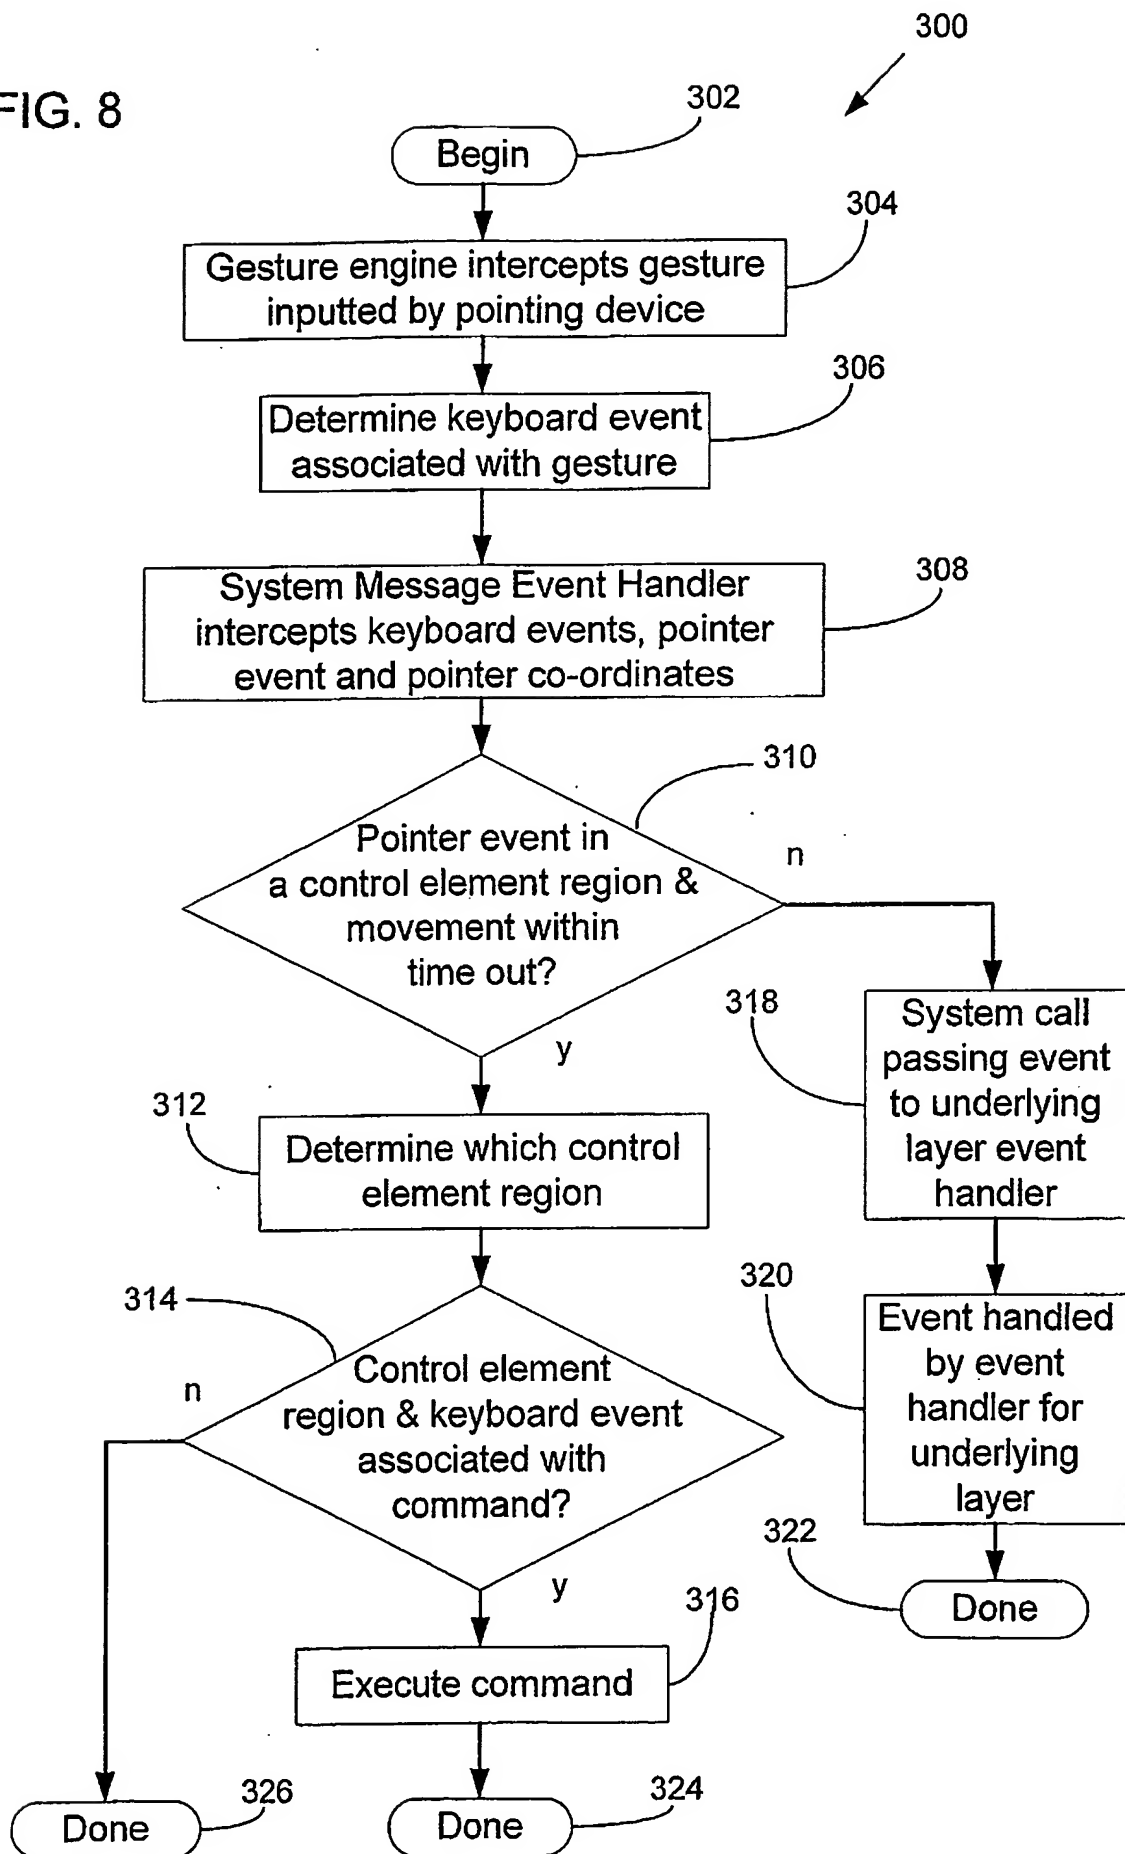 300
FIG. 8
302
Begin
304
Gesture engine intercepts gesture
inputted by pointing device
306
Determine keyboard event
associated with gesture
308
System Message Event Handler
intercepts keyboard events, pointer
event and pointer co-ordinates
310
Pointer event in
a control element region &
movement within
time out?
n
y
318
System call
passing event
to underlying
layer event
handler
312
Determine which control
element region
314
Control element
region & keyboard event
associated with
command?
n
y
320
Event handled
by event
handler for
underlying
layer
322
Done
316
Execute command
326
Done
324
Done